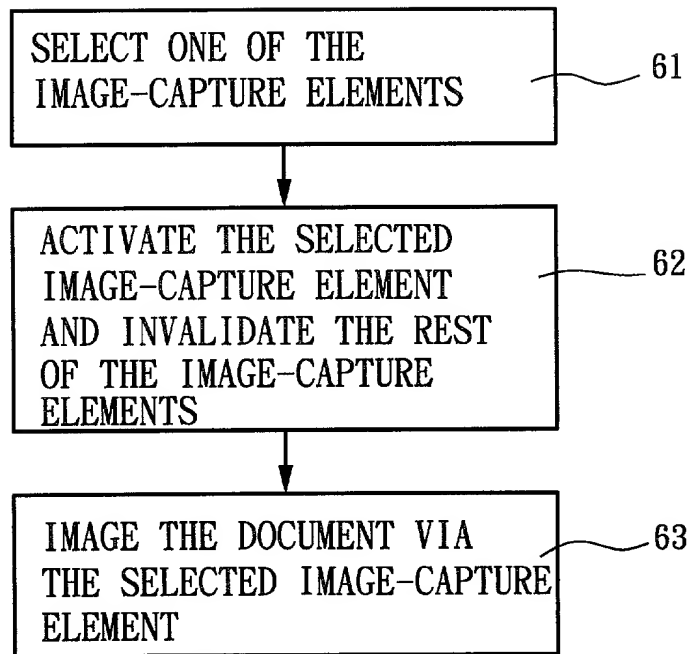 SELECT ONE OF THE
IMAGE-CAPTURE ELEMENTS
61
ACTIVATE THE SELECTED
IMAGE-CAPTURE ELEMENT
AND INVALIDATE THE REST
OF THE IMAGE-CAPTURE
ELEMENTS
62
IMAGE THE DOCUMENT VIA
THE SELECTED IMAGE-CAPTURE
ELEMENT
63